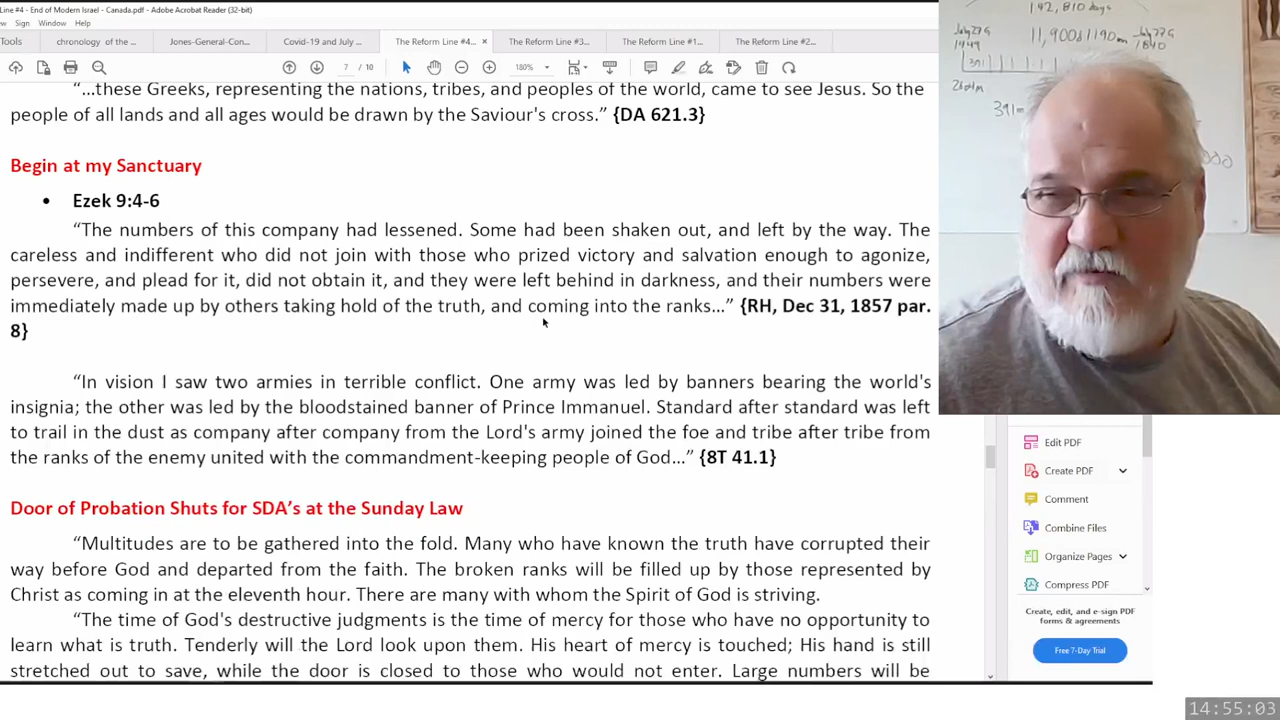 Line #4 - End of Modern Israel - Canada.pdf - Adobe Acrobat Reader (32-bit)
Sign Window Help
Tools chronology of the ... Jones-General-Con... Covid-19 and July ... The Reform Line #4... × The Reform Line #3... The Reform Line #1... The Reform Line #2...
7 / 10 180%
“…these Greeks, representing the nations, tribes, and peoples of the world, came to see Jesus. So the
people of all lands and all ages would be drawn by the Saviour's cross.” {DA 621.3}
Begin at my Sanctuary
• Ezek 9:4-6
“The numbers of this company had lessened. Some had been shaken out, and left by the way. The
careless and indifferent who did not join with those who prized victory and salvation enough to agonize,
persevere, and plead for it, did not obtain it, and they were left behind in darkness, and their numbers were
immediately made up by others taking hold of the truth, and coming into the ranks…” {RH, Dec 31, 1857 par.
8}
“In vision I saw two armies in terrible conflict. One army was led by banners bearing the world's
insignia; the other was led by the bloodstained banner of Prince Immanuel. Standard after standard was left
to trail in the dust as company after company from the Lord's army joined the foe and tribe after tribe from
the ranks of the enemy united with the commandment-keeping people of God…” {8T 41.1}
Door of Probation Shuts for SDA’s at the Sunday Law
“Multitudes are to be gathered into the fold. Many who have known the truth have corrupted their
way before God and departed from the faith. The broken ranks will be filled up by those represented by
Christ as coming in at the eleventh hour. There are many with whom the Spirit of God is striving.
“The time of God's destructive judgments is the time of mercy for those who have no opportunity to
learn what is truth. Tenderly will the Lord look upon them. His heart of mercy is touched; His hand is still
stretched out to save, while the door is closed to those who would not enter. Large numbers will be
142,810 days
July 27
1449
11,900
1840
391
Edit PDF
Create PDF
Comment
Combine Files
Organize Pages
Compress PDF
Create, edit, and e-sign PDF
forms & agreements
Free 7-Day Trial
14:55:03